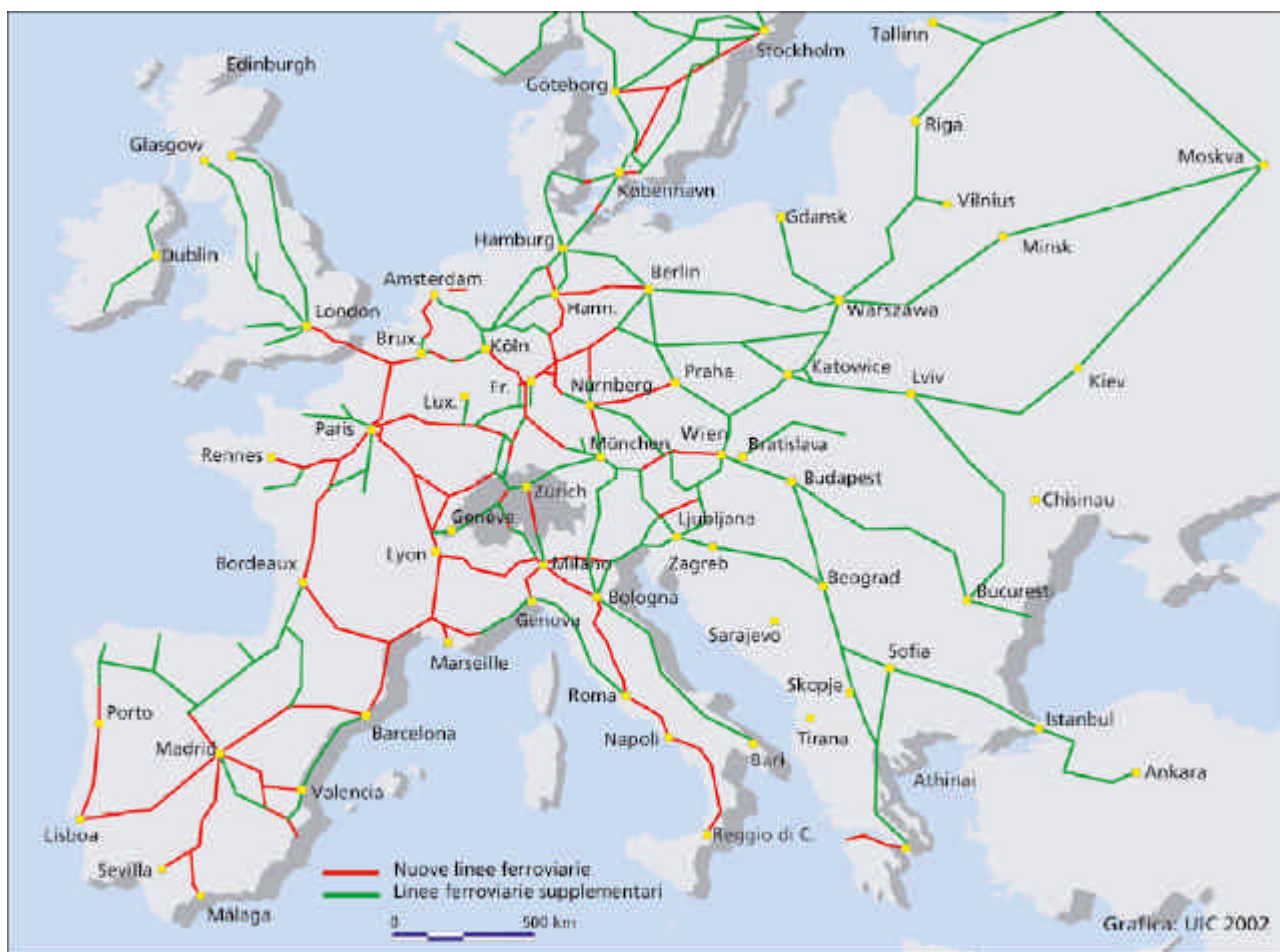 Stockholm
Tallinn
Edinburgh
Göteborg
Riga
Glasgow
Moskva
København
Vilnius
Gdansk
Minsk
Hamburg
Dublin
Amsterdam
Berlin
London
Hann.
Warszawa
Brux.
Köln
Fr.
Nürnberg
Praha
Katowice
Lviv
Kiev
Lux.
Paris
München
Wien
Bratislava
Rennes
Budapest
Zürich
Chisinau
Genève
Ljubljana
Lyon
Milano
Zagreb
Bordeaux
Beograd
Bucurest
Bologna
Genova
Sarajevo
Marseille
Sofia
Skopje
Roma
Porto
Barcelona
Istanbul
Madrid
Napoli
Tirana
Bari
Ankara
Athinai
Valencia
Lisboa
Reggio di C.
Sevilla
Nuove linee ferroviarie
Linee ferroviarie supplementari
Málaga
0 500 km
Grafica: UIC 2002